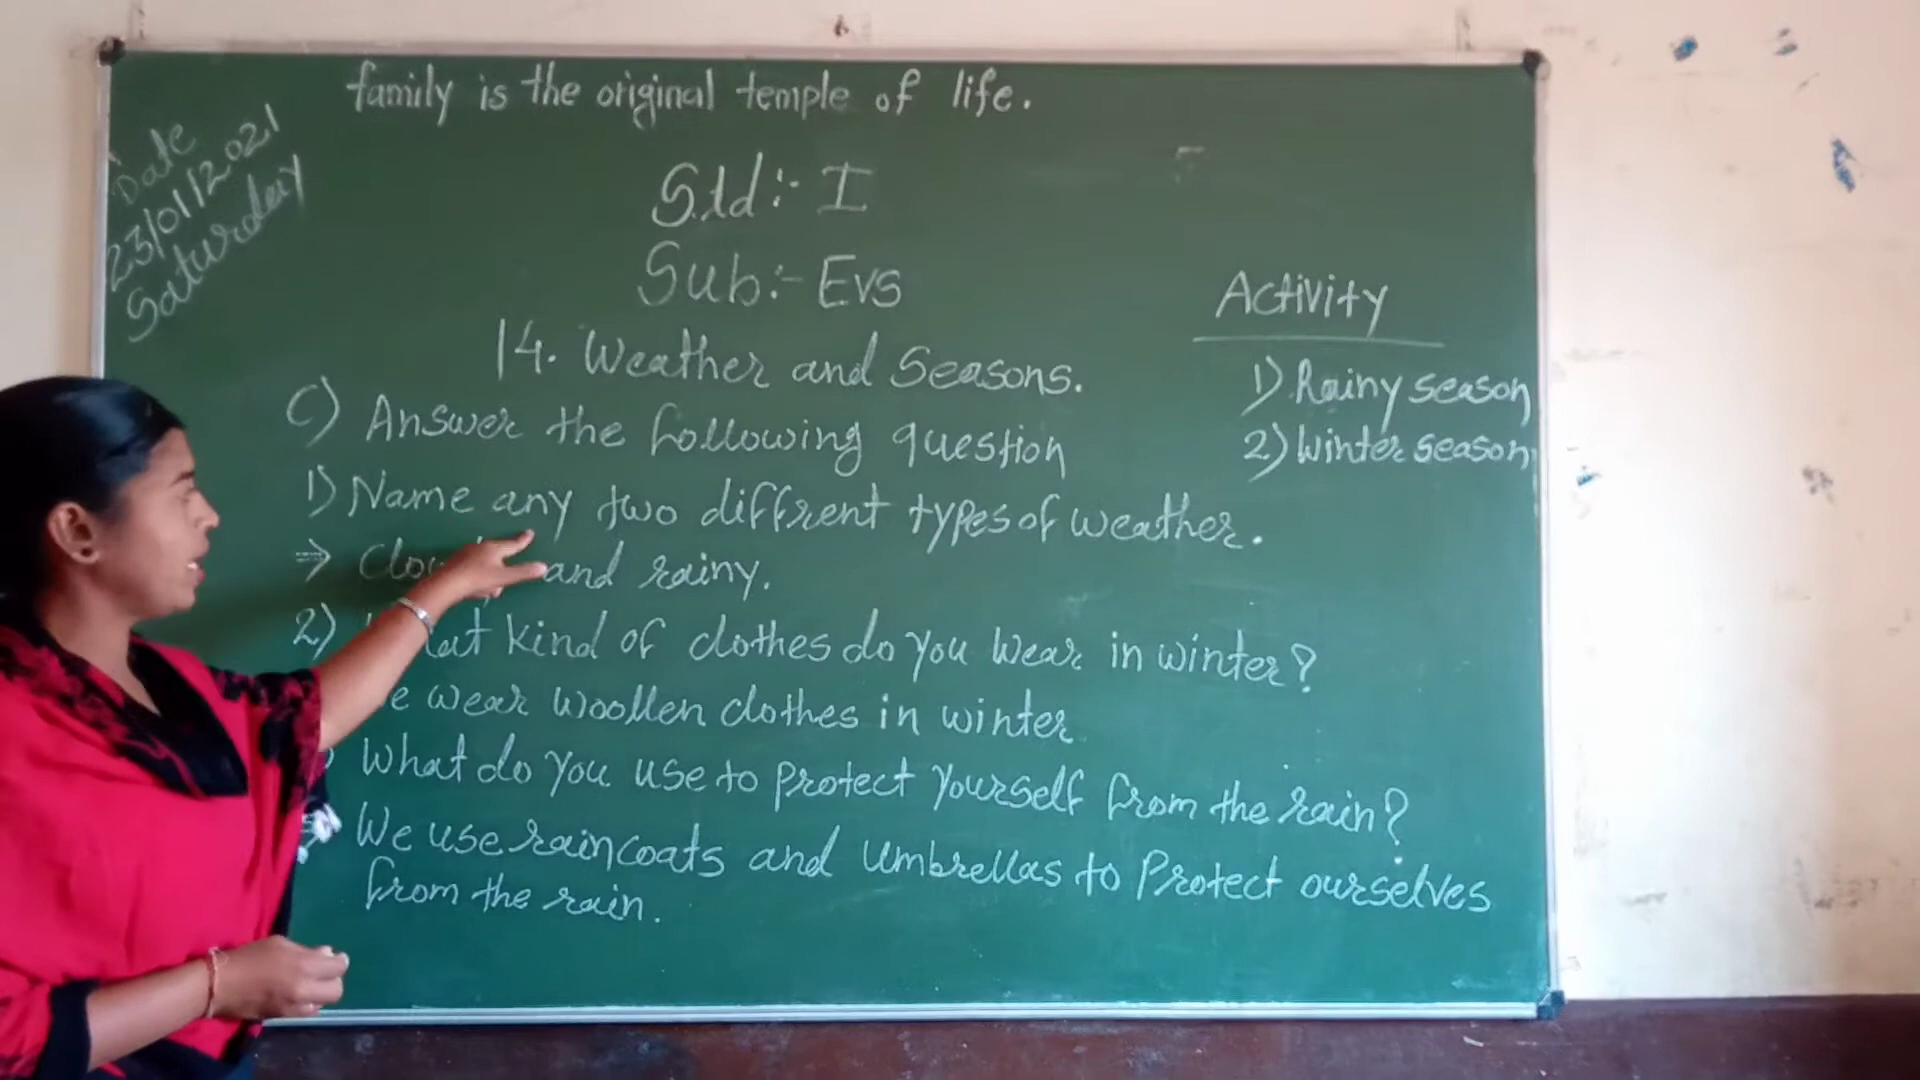 family is the original temple of life.
Date
23/01/2021
Saturday
Std:- I
Sub:- Evs
14. Weather and Seasons.
C) Answer the following question
1) Name any two diffrent types of weather.
⇒ and rainy.
2) kind of clothes do you wear in winter?
wear woollen clothes in winter
What do you use to protect yourself from the rain?
We use raincoats and umbrellas to protect ourselves
from the rain.
Activity
1) Rainy season
2) Winter season